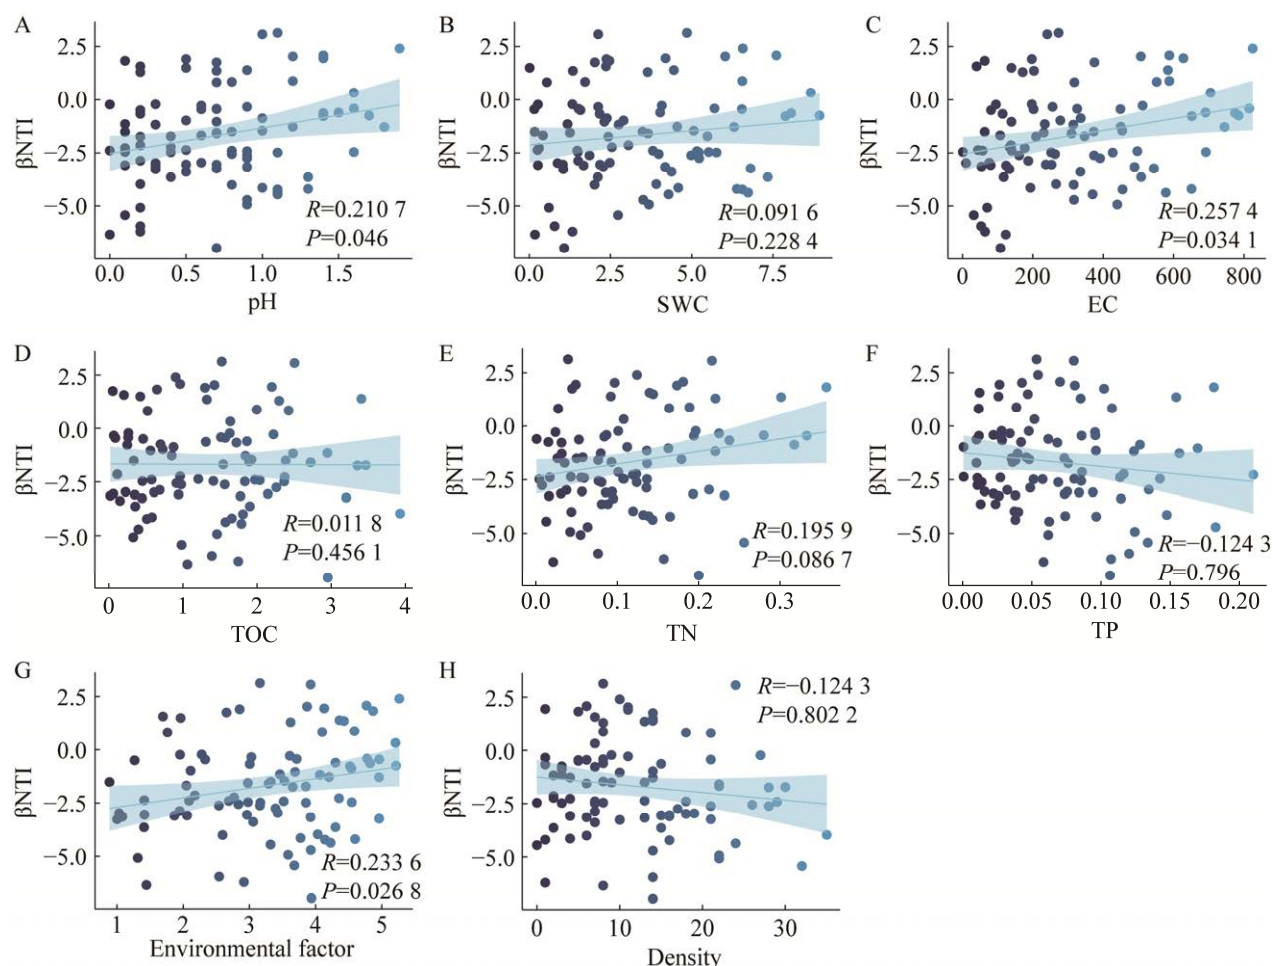 A
βNTI
2.5
0.0
−2.5
−5.0
R=0.210 7
P=0.046
0.0 0.5 1.0 1.5
pH
B
βNTI
2.5
0.0
−2.5
−5.0
R=0.091 6
P=0.228 4
0.0 2.5 5.0 7.5
SWC
C
βNTI
2.5
0.0
−2.5
−5.0
R=0.257 4
P=0.034 1
0 200 400 600 800
EC
D
βNTI
2.5
0.0
−2.5
−5.0
R=0.011 8
P=0.456 1
0 1 2 3 4
TOC
E
βNTI
2.5
0.0
−2.5
−5.0
R=0.195 9
P=0.086 7
0.0 0.1 0.2 0.3
TN
F
βNTI
2.5
0.0
−2.5
−5.0
R=−0.124 3
P=0.796
0.00 0.05 0.10 0.15 0.20
TP
G
βNTI
2.5
0.0
−2.5
−5.0
R=0.233 6
P=0.026 8
1 2 3 4 5
Environmental factor
H
βNTI
2.5
0.0
−2.5
−5.0
R=−0.124 3
P=0.802 2
0 10 20 30
Density